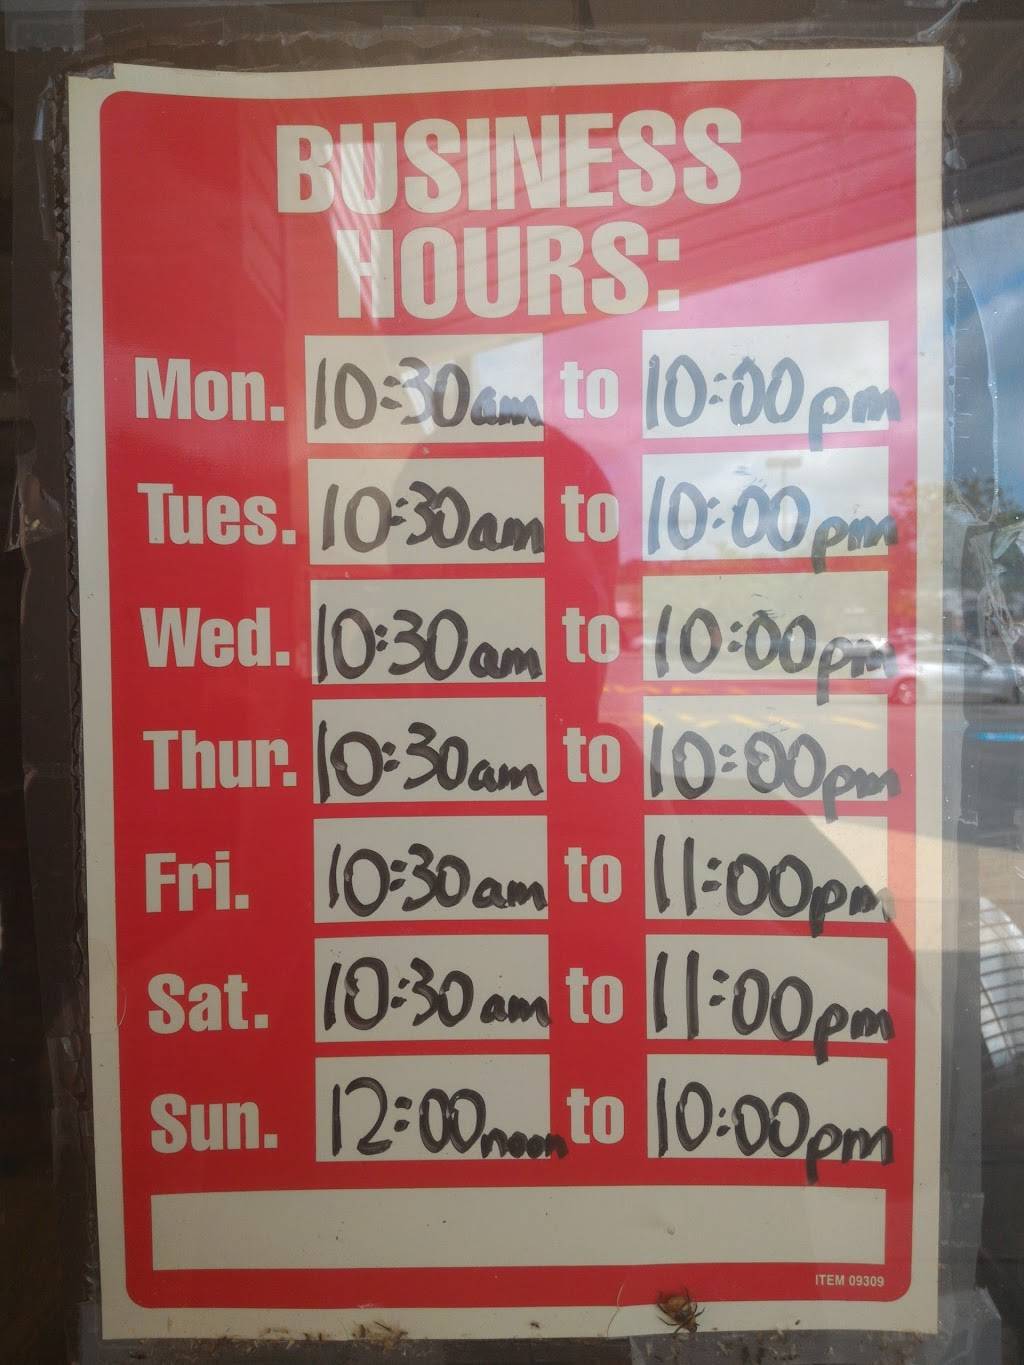 BUSINESS
HOURS:
Mon. 10:30am to 10:00pm
Tues. 10:30am to 10:00pm
Wed. 10:30am to 10:00pm
Thur. 10:30am to 10:00pm
Fri. 10:30am to 11:00pm
Sat. 10:30am to 11:00pm
Sun. 12:00noon to 10:00pm
ITEM 09309